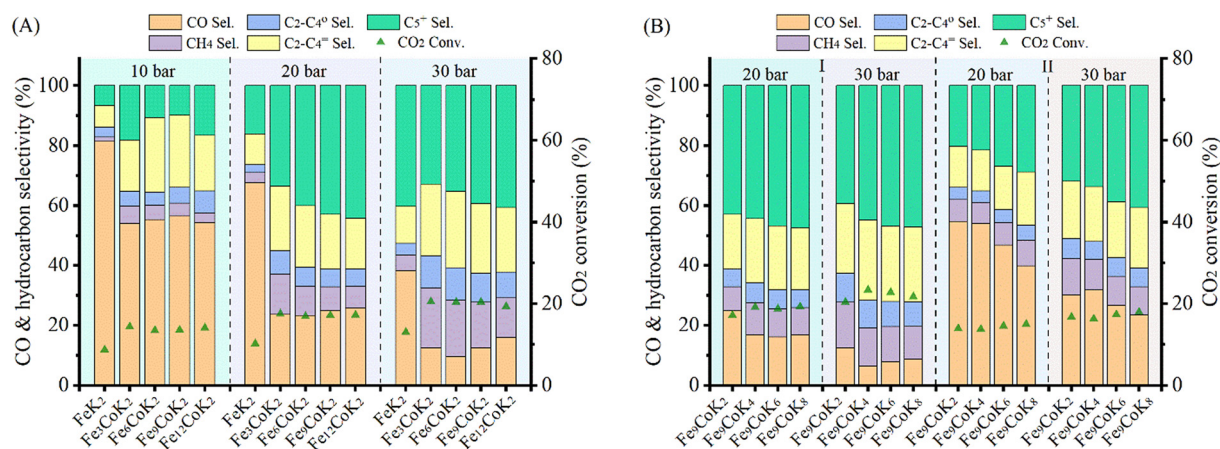 (A)
CO Sel.
C₂-C₄⁰ Sel.
C₅⁺ Sel.
CH₄ Sel.
C₂-C₄⁼ Sel.
CO₂ Conv.
10 bar
20 bar
30 bar
CO & hydrocarbon selectivity (%)
100
80
60
40
20
0
80
60
40
20
0
CO₂ conversion (%)
FeK₂
Fe₃CoK₂
Fe₆CoK₂
Fe₉CoK₂
Fe₁₂CoK₂
FeK₂
Fe₃CoK₂
Fe₆CoK₂
Fe₉CoK₂
Fe₁₂CoK₂
FeK₂
Fe₃CoK₂
Fe₆CoK₂
Fe₉CoK₂
Fe₁₂CoK₂
(B)
CO Sel.
C₂-C₄⁰ Sel.
C₅⁺ Sel.
CH₄ Sel.
C₂-C₄⁼ Sel.
CO₂ Conv.
20 bar
I
30 bar
20 bar
II
30 bar
CO & hydrocarbon selectivity (%)
100
80
60
40
20
0
80
60
40
20
0
CO₂ conversion (%)
Fe₉CoK₂
Fe₉CoK₄
Fe₉CoK₆
Fe₉CoK₈
Fe₉CoK₂
Fe₉CoK₄
Fe₉CoK₆
Fe₉CoK₈
Fe₉CoK₂
Fe₉CoK₄
Fe₉CoK₆
Fe₉CoK₈
Fe₉CoK₂
Fe₉CoK₄
Fe₉CoK₆
Fe₉CoK₈